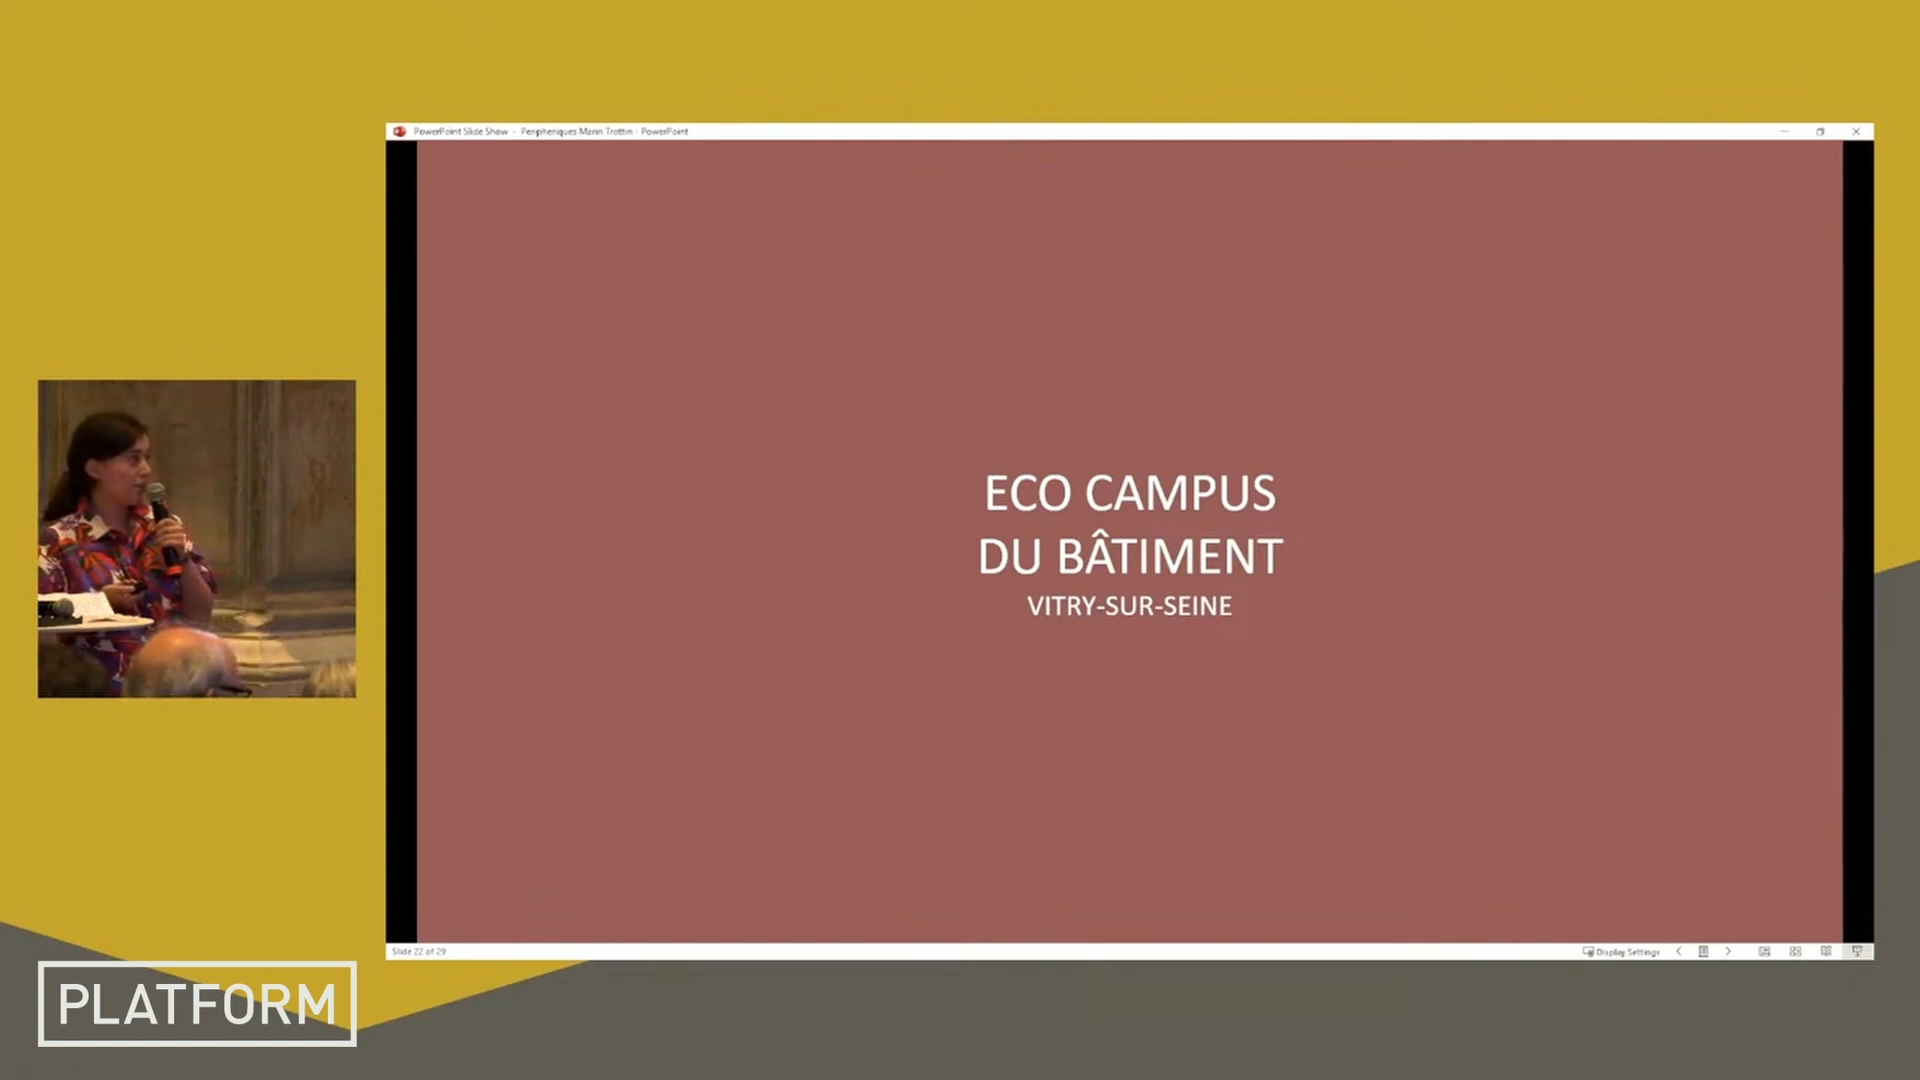 PowerPoint Slide Show - Peripheriques Marin Trottin - PowerPoint
ECO CAMPUS
DU BÂTIMENT
VITRY-SUR-SEINE
Slide 22 of 29
Display Settings
PLATFORM